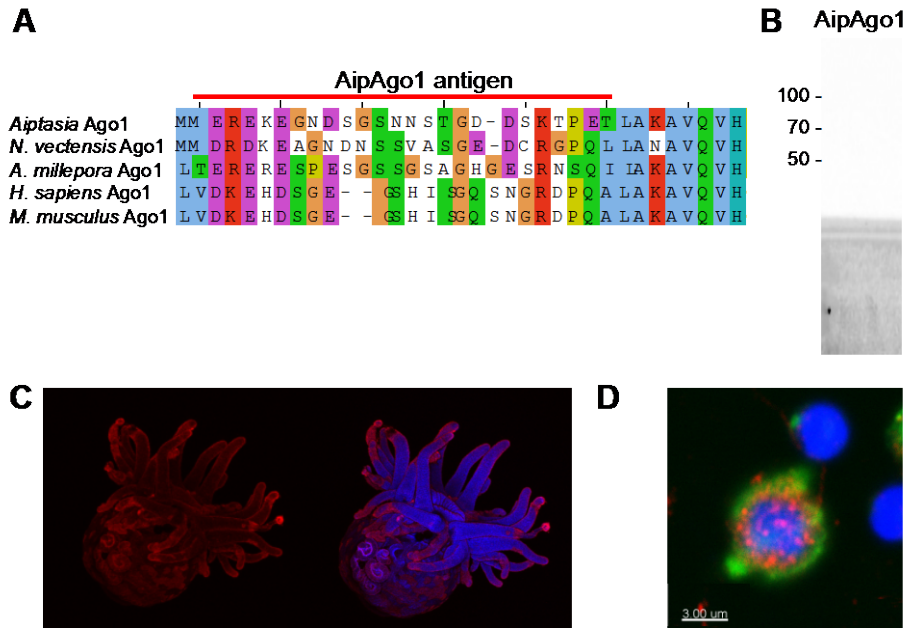 A
B
AipAgo1
AipAgo1 antigen
Aiptasia Ago1 MMEREKEGNDSGSNNSTGD-DSKTPETLAKAVQVH
N. vectensis Ago1 MMDRDKEAGNDNSSVASGE-DCRGPQLLANAVQVH
A. millepora Ago1 LTERERESPESGSSGSAGHGESRNSQILAKAVQVH
H. sapiens Ago1 LVDKEHDSGE--GSHISGQSNGRDPQALAKAVQVH
M. musculus Ago1 LVDKEHDSGE--GSHISGQSNGRDPQALAKAVQVH
100 -
70 -
50 -
C
D
3.00 um